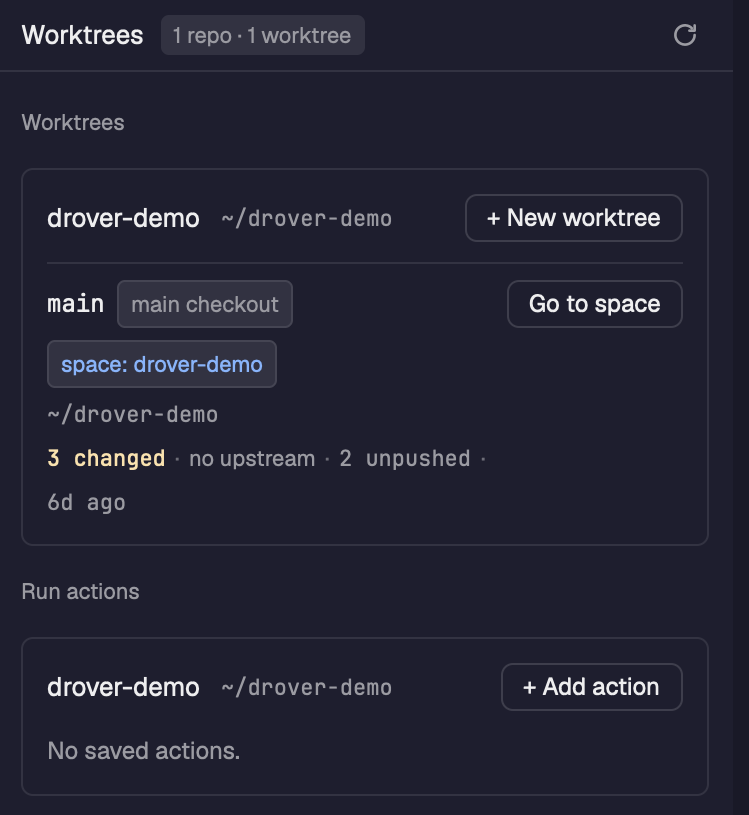 Worktrees 1 repo · 1 worktree
Worktrees
drover-demo ~/drover-demo + New worktree
main main checkout Go to space
space: drover-demo
~/drover-demo
3 changed · no upstream · 2 unpushed ·
6d ago
Run actions
drover-demo ~/drover-demo + Add action
No saved actions.